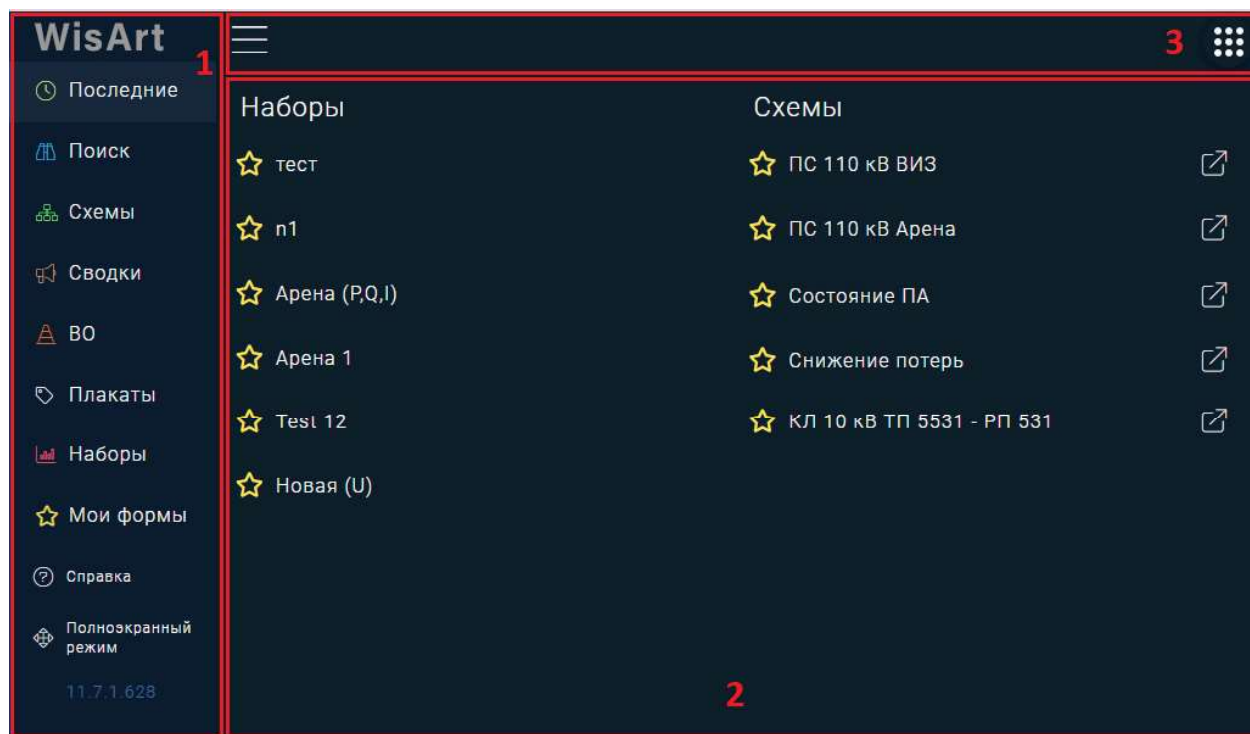 WisArt
1
Последние
Поиск
Схемы
Сводки
ВО
Плакаты
Наборы
Мои формы
Справка
Полноэкранный
режим
11.7.1.628
3
Наборы
тест
n1
Арена (P,Q,I)
Арена 1
Test 12
Новая (U)
Схемы
ПС 110 кВ ВИЗ
ПС 110 кВ Арена
Состояние ПА
Снижение потерь
КЛ 10 кВ ТП 5531 - РП 531
2